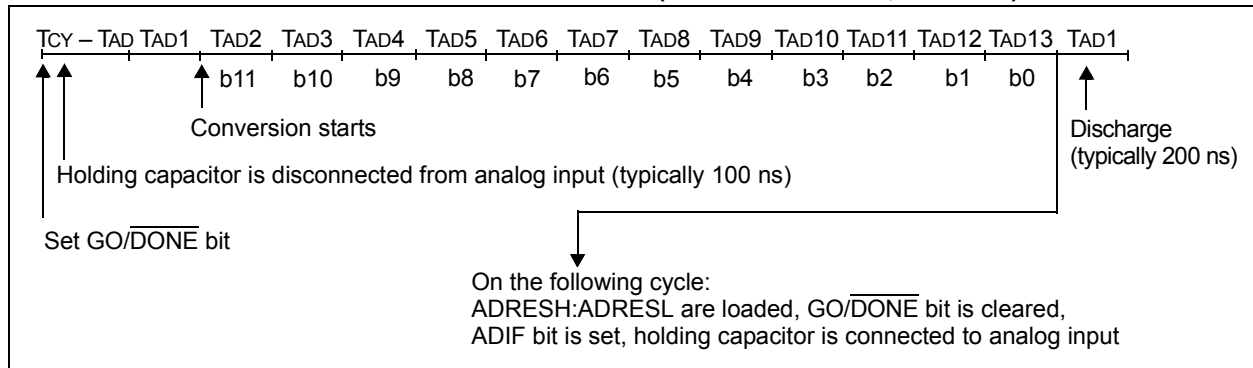 TCY – TAD TAD1 TAD2 TAD3 TAD4 TAD5 TAD6 TAD7 TAD8 TAD9 TAD10 TAD11 TAD12 TAD13 TAD1
b11 b10 b9 b8 b7 b6 b5 b4 b3 b2 b1 b0
Conversion starts
Discharge
(typically 200 ns)
Holding capacitor is disconnected from analog input (typically 100 ns)
Set GO/DONE bit
On the following cycle:
ADRESH:ADRESL are loaded, GO/DONE bit is cleared,
ADIF bit is set, holding capacitor is connected to analog input